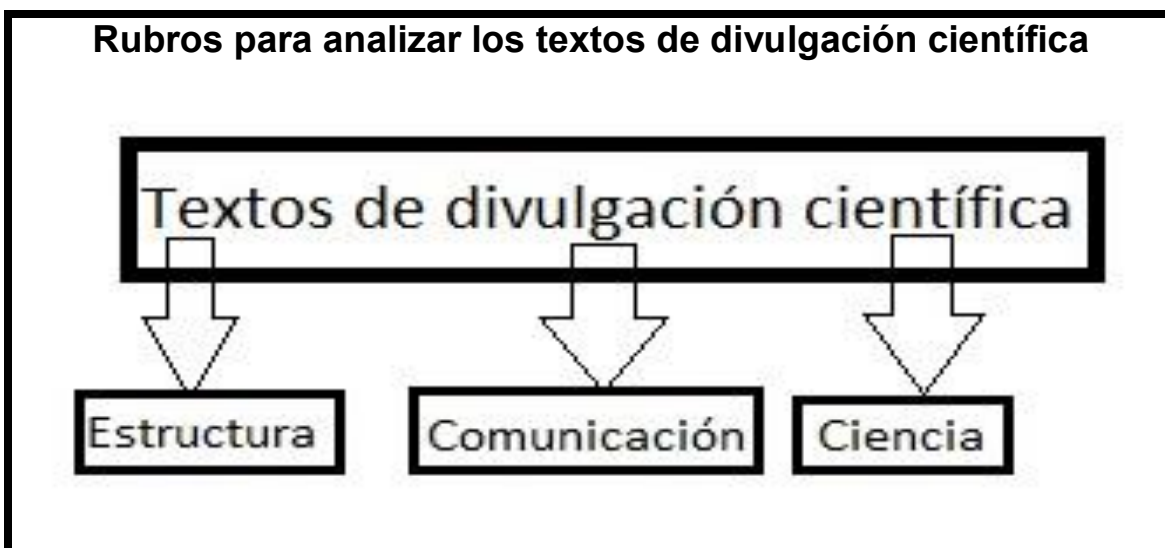 Rubros para analizar los textos de divulgación científica
Textos de divulgación científica
Estructura
Comunicación
Ciencia